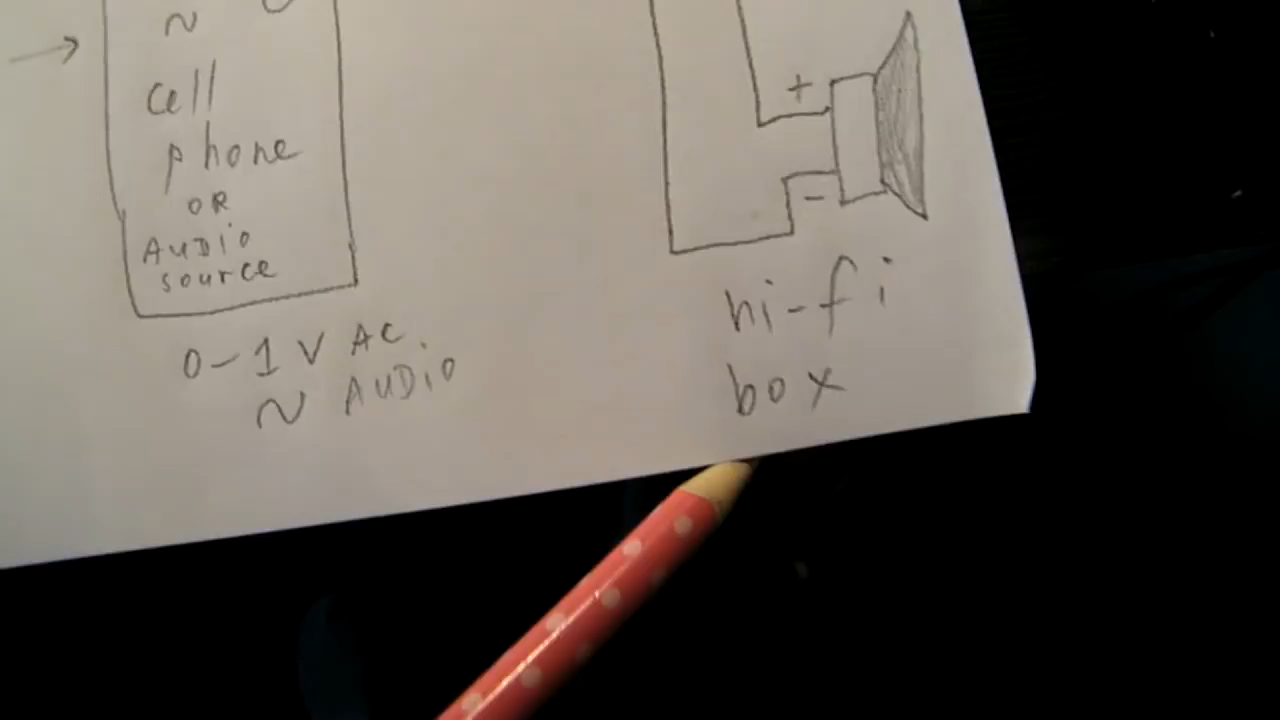 ~
cell
phone
OR
AUDiO
source
0-1 V AC
~ AUDiO
+
-
hi-fi
box